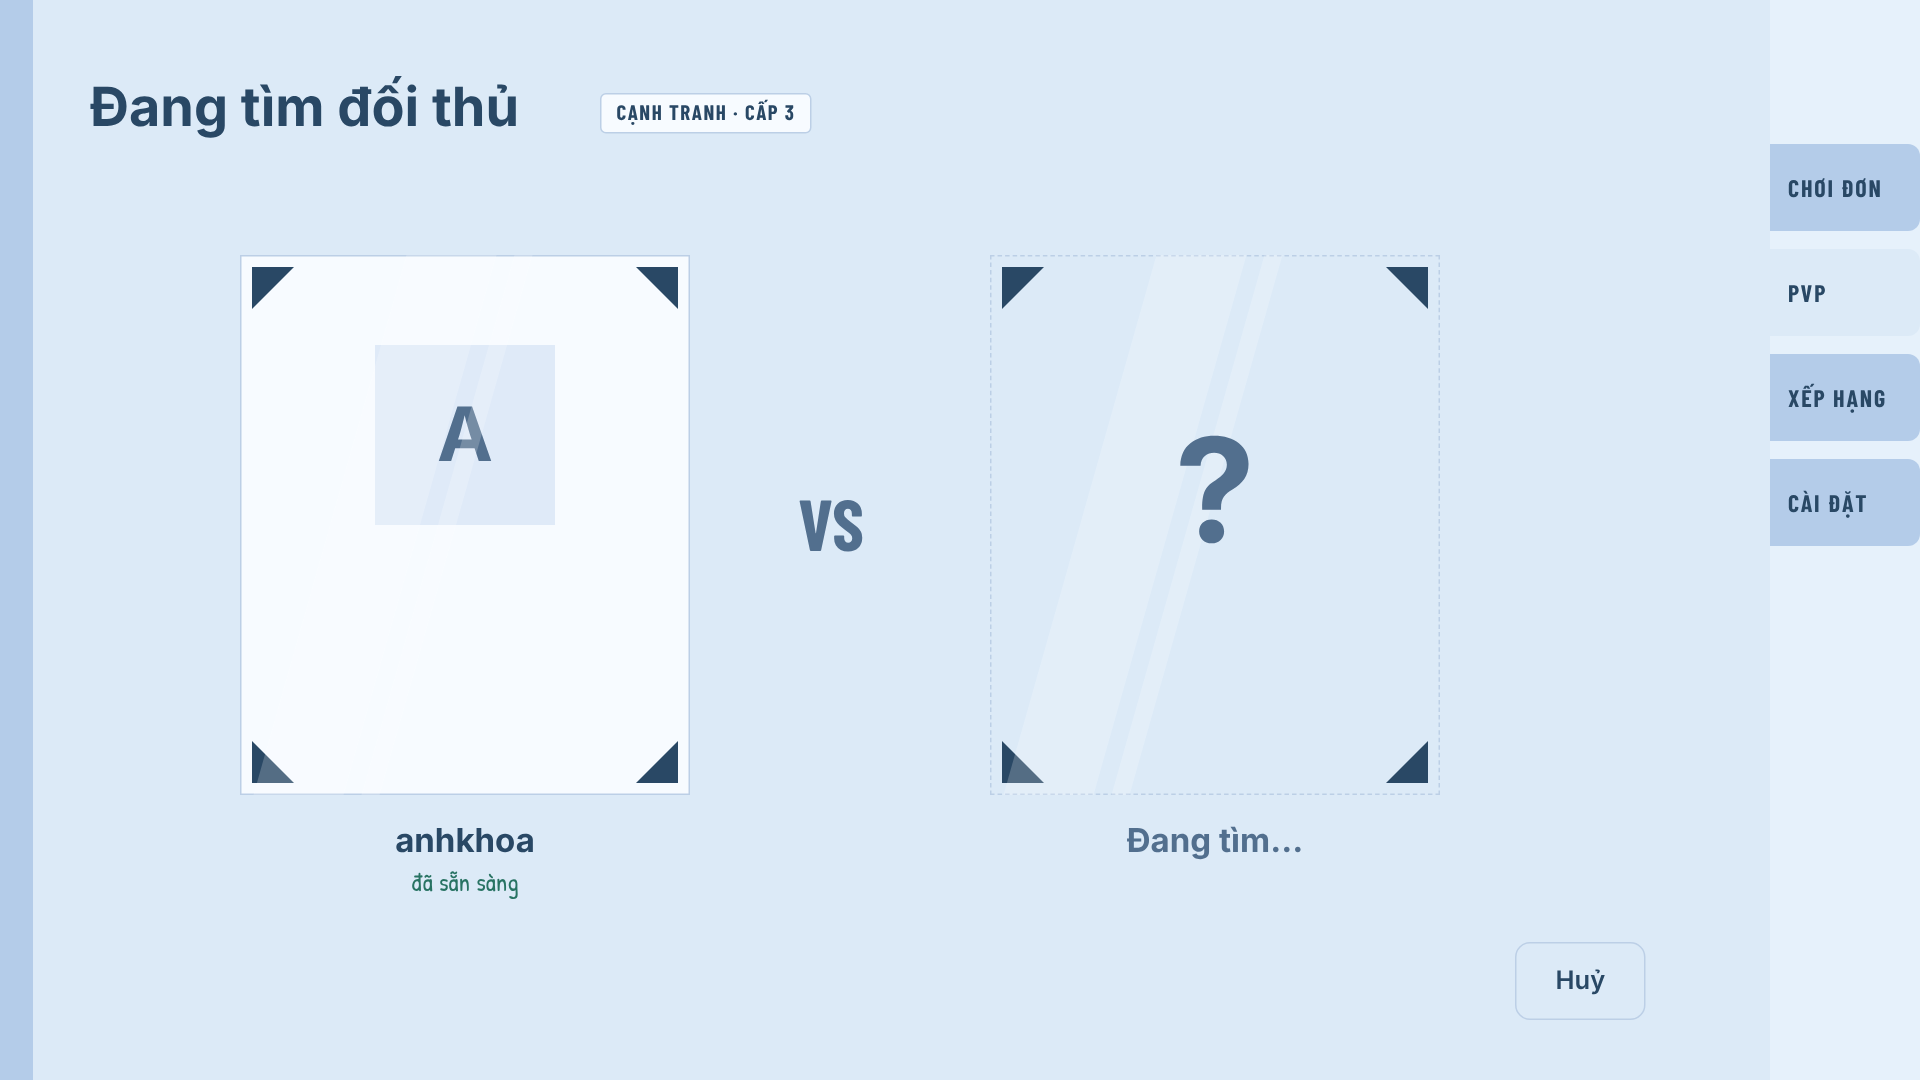 Đang tìm đối thủ
CẠNH TRANH · CẤP 3
CHƠI ĐƠN
PVP
XẾP HẠNG
CÀI ĐẶT
A
VS
?
anhkhoa
đã sẵn sàng
Đang tìm...
Huỷ